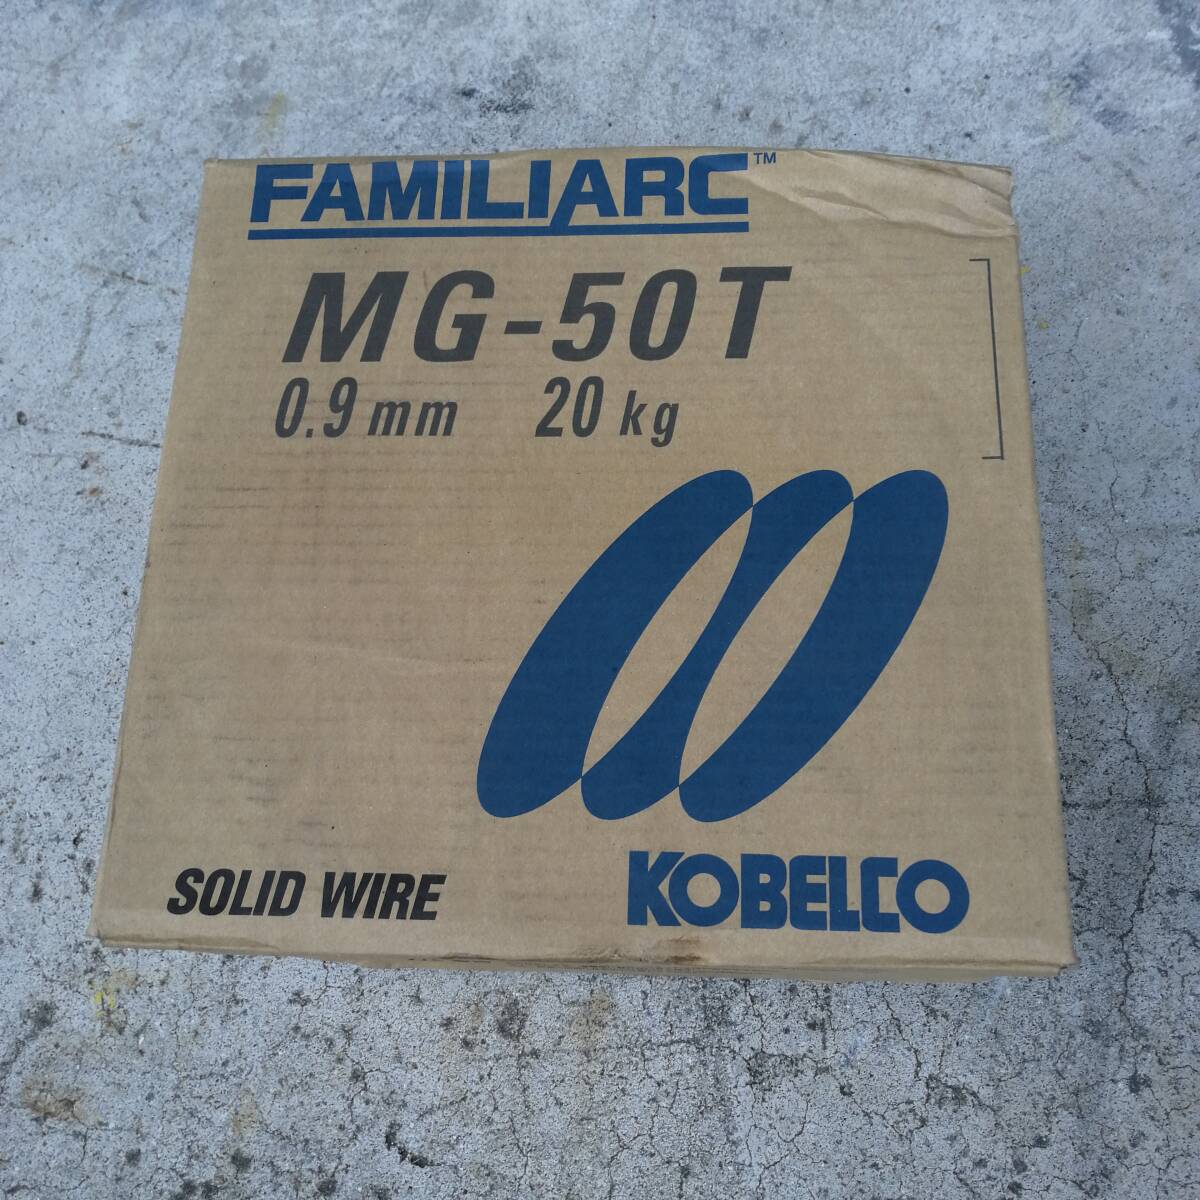 FAMILIARC™
MG-50T
0.9 mm 20 kg
SOLID WIRE
KOBELCO